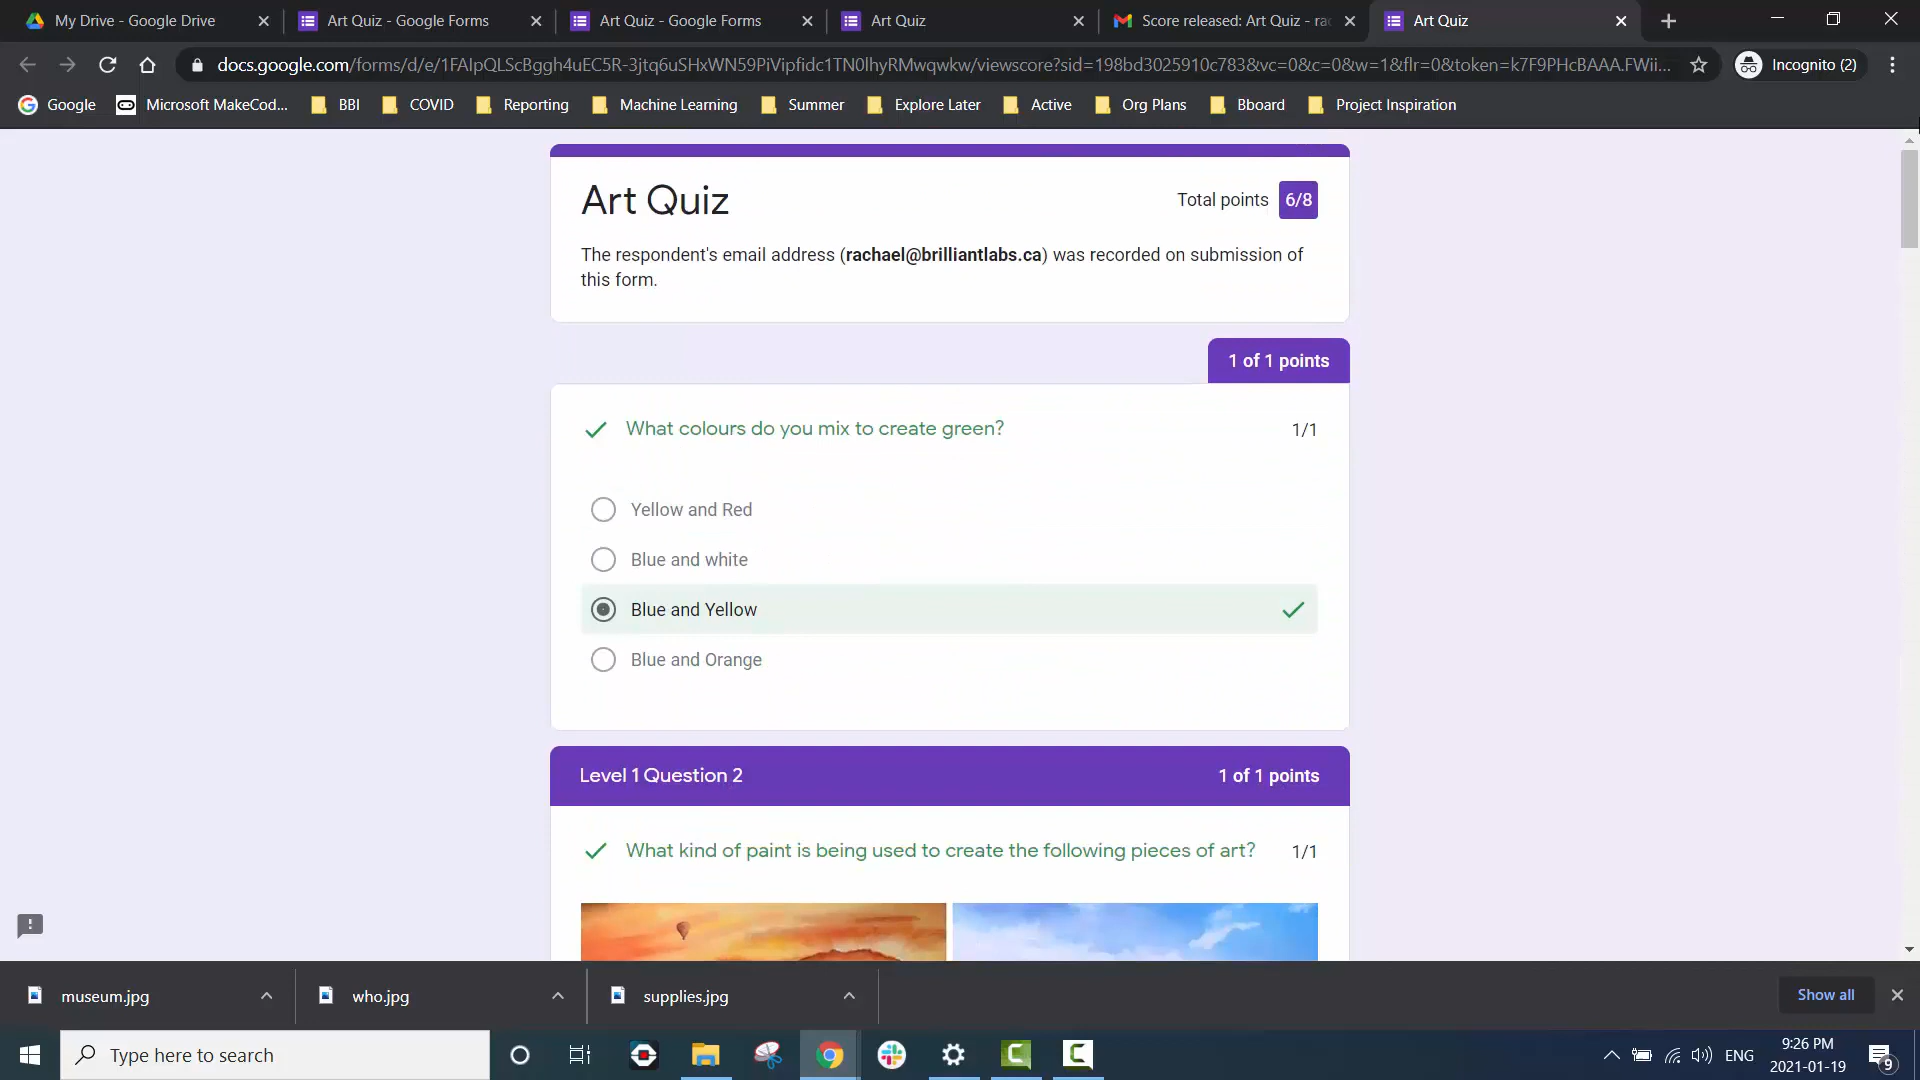 My Drive - Google Drive
Art Quiz - Google Forms
Art Quiz - Google Forms
Art Quiz
Score released: Art Quiz - ra
Art Quiz
docs.google.com/forms/d/e/1FAIpQLScBggh4uEC5R-3jtq6uSHxWN59PiVipfidc1TN0lhyRMwqwkw/viewscore?sid=198bd3025910c783&vc=0&c=0&w=1&flr=0&token=k7F9PHcBAAA.FWii...
Incognito (2)
Google
Microsoft MakeCod...
BBI
COVID
Reporting
Machine Learning
Summer
Explore Later
Active
Org Plans
Bboard
Project Inspiration
Art Quiz
Total points 6/8
The respondent's email address (rachael@brilliantlabs.ca) was recorded on submission of
this form.
1 of 1 points
What colours do you mix to create green?
1/1
Yellow and Red
Blue and white
Blue and Yellow
Blue and Orange
Level 1 Question 2
1 of 1 points
What kind of paint is being used to create the following pieces of art?
1/1
museum.jpg
who.jpg
supplies.jpg
Show all
Type here to search
ENG
9:26 PM
2021-01-19
9